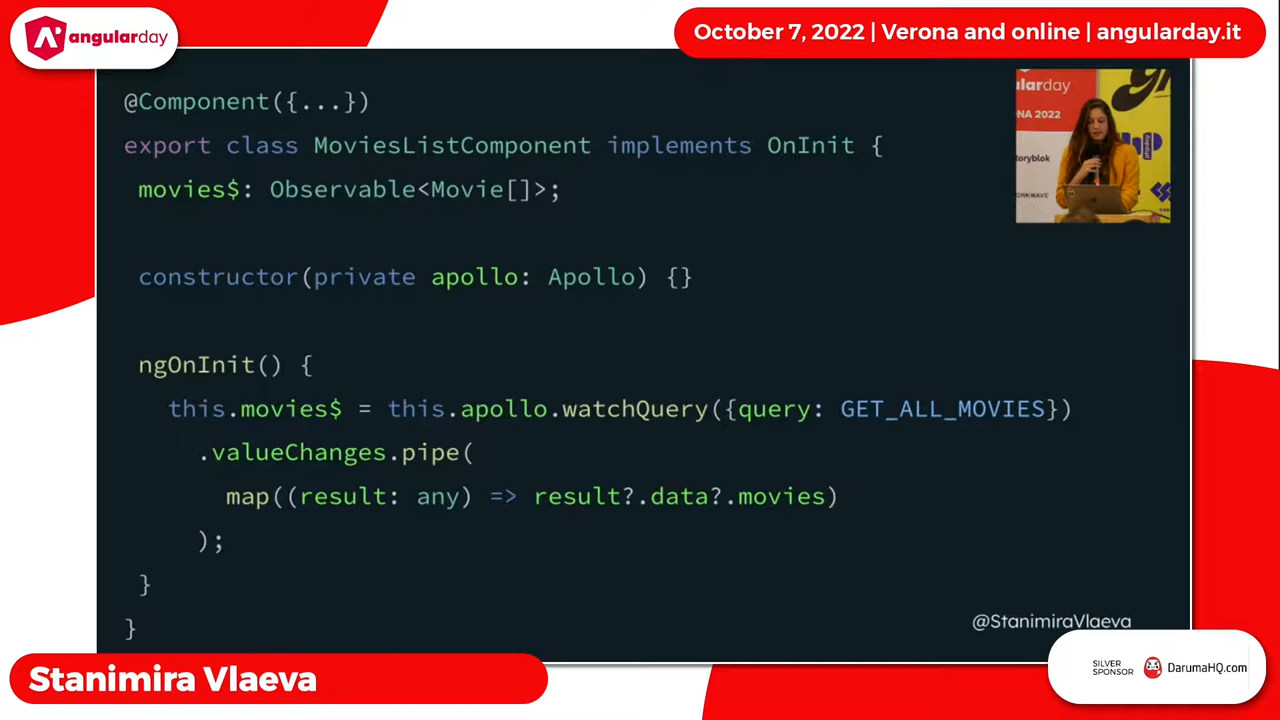 angularday
October 7, 2022 | Verona and online | angularday.it
@Component({...})
export class MoviesListComponent implements OnInit {
movies$: Observable<Movie[]>;
constructor(private apollo: Apollo) {}
ngOnInit() {
this.movies$ = this.apollo.watchQuery({query: GET_ALL_MOVIES})
.valueChanges.pipe(
map((result: any) => result?.data?.movies)
);
}
}
@StanimiraVlaeva
Stanimira Vlaeva
SILVER
SPONSOR
DarumaHQ.com